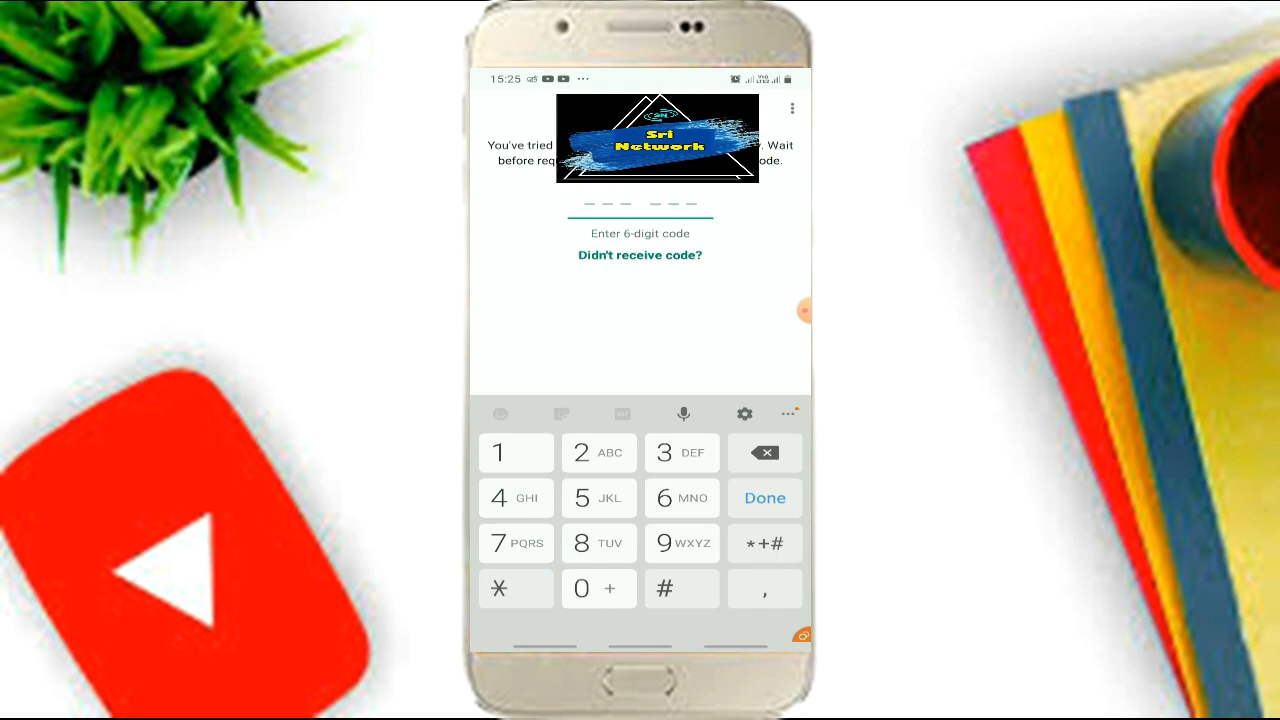 15:25
Sri
Network
You've tried
. Wait
before req
ode.
Enter 6-digit code
Didn't receive code?
GIF
1
2 ABC
3 DEF
4 GHI
5 JKL
6 MNO
Done
7 PQRS
8 TUV
9 WXYZ
*+#
*
0 +
#
,